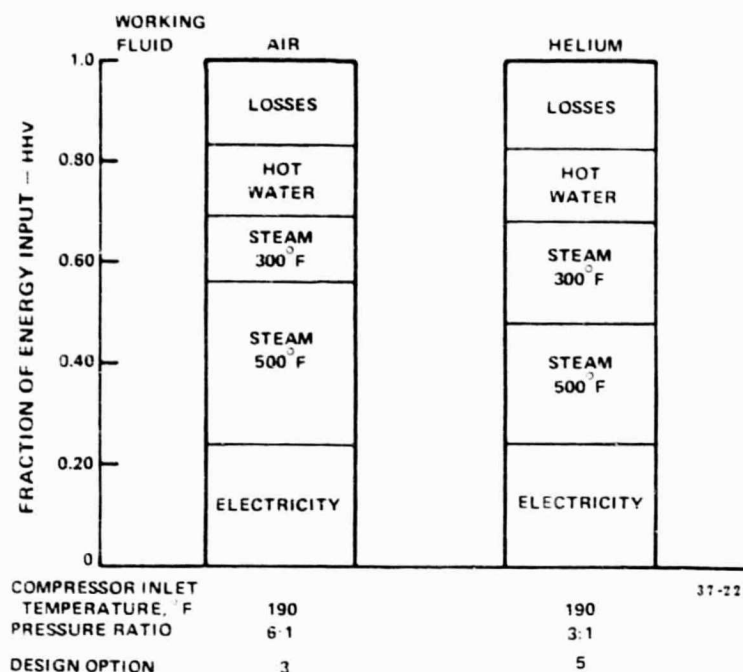 WORKING
FLUID AIR HELIUM
1.0
LOSSES LOSSES
0.80
HOT
WATER HOT
WATER
STEAM
300°F
0.60
STEAM
300°F
STEAM
500°F
0.40
STEAM
500°F
0.20
ELECTRICITY ELECTRICITY
0
FRACTION OF ENERGY INPUT – HHV
37-22
COMPRESSOR INLET
TEMPERATURE, °F 190 190
PRESSURE RATIO 6:1 3:1
DESIGN OPTION 3 5